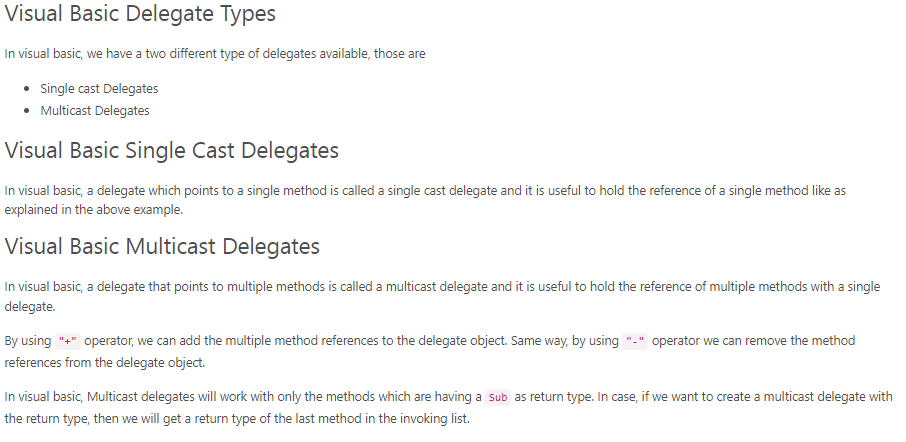 Visual Basic Delegate Types
In visual basic, we have a two different type of delegates available, those are
• Single cast Delegates
• Multicast Delegates
Visual Basic Single Cast Delegates
In visual basic, a delegate which points to a single method is called a single cast delegate and it is useful to hold the reference of a single method like as
explained in the above example.
Visual Basic Multicast Delegates
In visual basic, a delegate that points to multiple methods is called a multicast delegate and it is useful to hold the reference of multiple methods with a single
delegate.
By using "+" operator, we can add the multiple method references to the delegate object. Same way, by using "-" operator we can remove the method
references from the delegate object.
In visual basic, Multicast delegates will work with only the methods which are having a Sub as return type. In case, if we want to create a multicast delegate with
the return type, then we will get a return type of the last method in the invoking list.